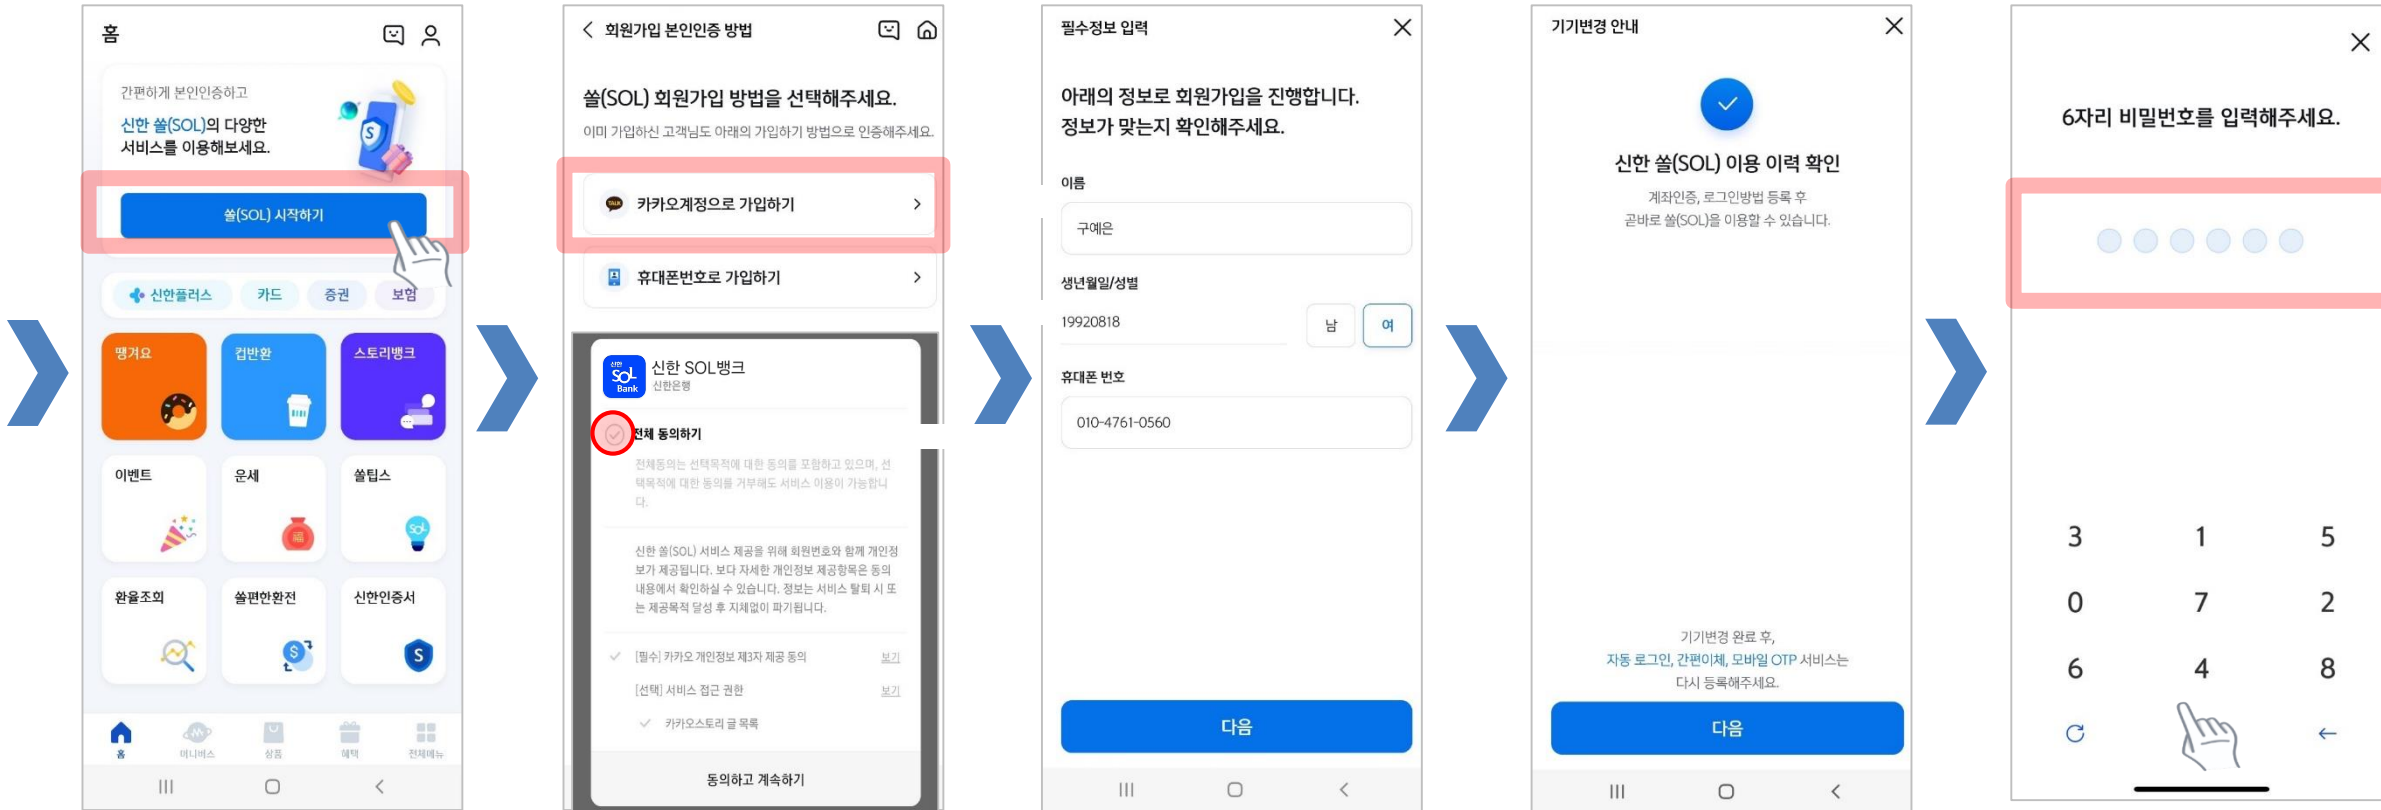 홈
간편하게 본인인증하고
신한 쏠(SOL)의 다양한
서비스를 이용해보세요.
S
쏠(SOL) 시작하기
신한플러스
카드
증권
보험
땡겨요
컵반환
스토리뱅크
이벤트
운세
쏠팁스
福
SOL
환율조회
쏠편한환전
신한인증서
$
S
홈
머니버스
상품
혜택
전체메뉴
회원가입 본인인증 방법
쏠(SOL) 회원가입 방법을 선택해주세요.
이미 가입하신 고객님도 아래의 가입하기 방법으로 인증해주세요.
TALK
카카오계정으로 가입하기
휴대폰번호로 가입하기
신한
SOL
Bank
신한 SOL뱅크
신한은행
전체 동의하기
전체동의는 선택목적에 대한 동의를 포함하고 있으며, 선
택목적에 대한 동의를 거부해도 서비스 이용이 가능합니
다.
신한 쏠(SOL) 서비스 제공을 위해 회원번호와 함께 개인정
보가 제공됩니다. 보다 자세한 개인정보 제공항목은 동의
내용에서 확인하실 수 있습니다. 정보는 서비스 탈퇴 시 또
는 제공목적 달성 후 지체없이 파기됩니다.
[필수] 카카오 개인정보 제3자 제공 동의 보기
[선택] 서비스 접근 권한 보기
카카오스토리 글 목록
동의하고 계속하기
필수정보 입력
아래의 정보로 회원가입을 진행합니다.
정보가 맞는지 확인해주세요.
이름
구예은
생년월일/성별
19920818 남 여
휴대폰 번호
010-4761-0560
다음
기기변경 안내
신한 쏠(SOL) 이용 이력 확인
계좌인증, 로그인방법 등록 후
곧바로 쏠(SOL)을 이용할 수 있습니다.
기기변경 완료 후,
자동 로그인, 간편이체, 모바일 OTP 서비스는
다시 등록해주세요.
다음
6자리 비밀번호를 입력해주세요.
3 1 5
0 7 2
6 4 8